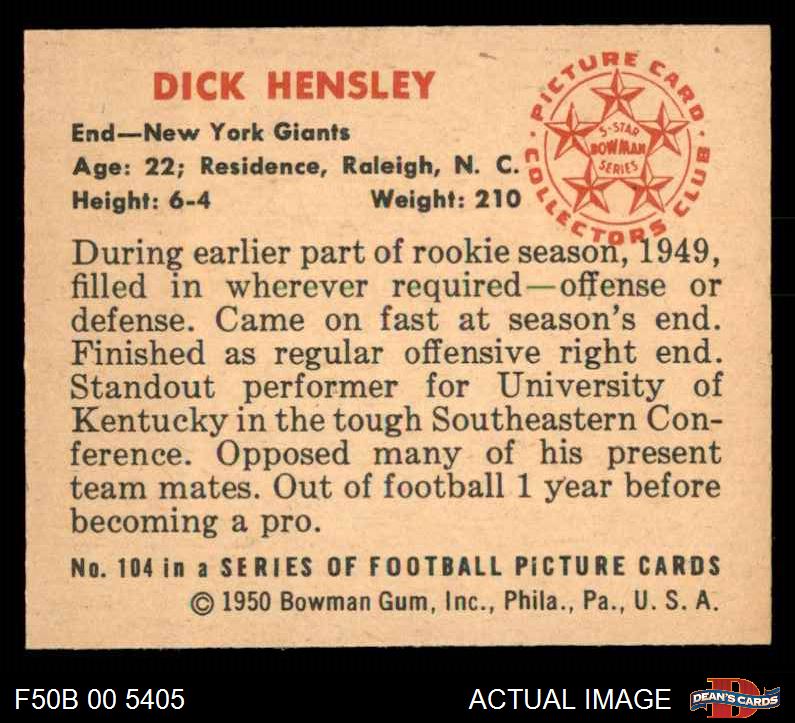 DICK HENSLEY
End—New York Giants
Age: 22; Residence, Raleigh, N. C.
Height: 6-4 Weight: 210
· PICTURE CARD ·
COLLECTORS CLUB
5-STAR
BOWMAN
SERIES
During earlier part of rookie season, 1949,
filled in wherever required—offense or
defense. Came on fast at season's end.
Finished as regular offensive right end.
Standout performer for University of
Kentucky in the tough Southeastern Con-
ference. Opposed many of his present
team mates. Out of football 1 year before
becoming a pro.
No. 104 in a SERIES OF FOOTBALL PICTURE CARDS
© 1950 Bowman Gum, Inc., Phila., Pa., U. S. A.
F50B 00 5405
ACTUAL IMAGE
D
DEAN'S CARDS